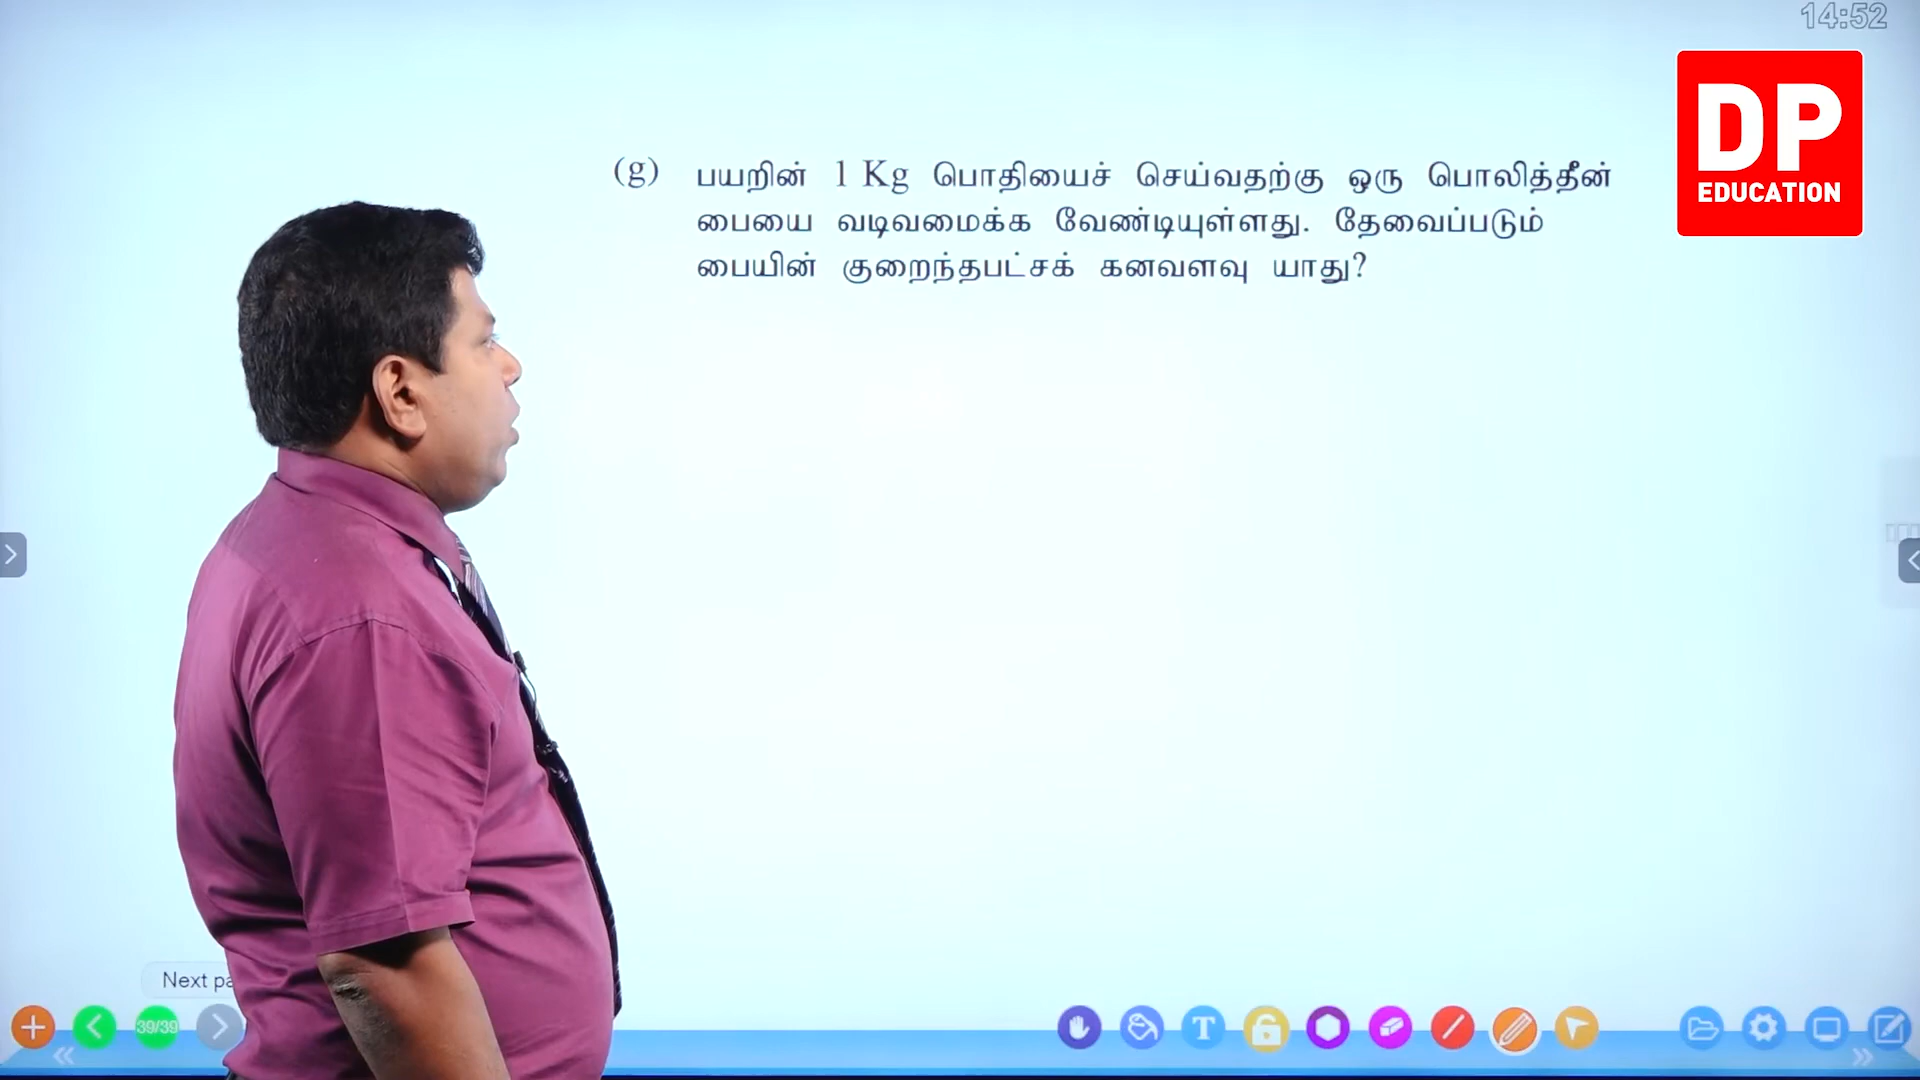 14:52
DP
EDUCATION
(g) பயறின் 1 Kg பொதியைச் செய்வதற்கு ஒரு பொலித்தீன்
பையை வடிவமைக்க வேண்டியுள்ளது. தேவைப்படும்
பையின் குறைந்தபட்சக் கனவளவு யாது?
Next pa
39/39
T